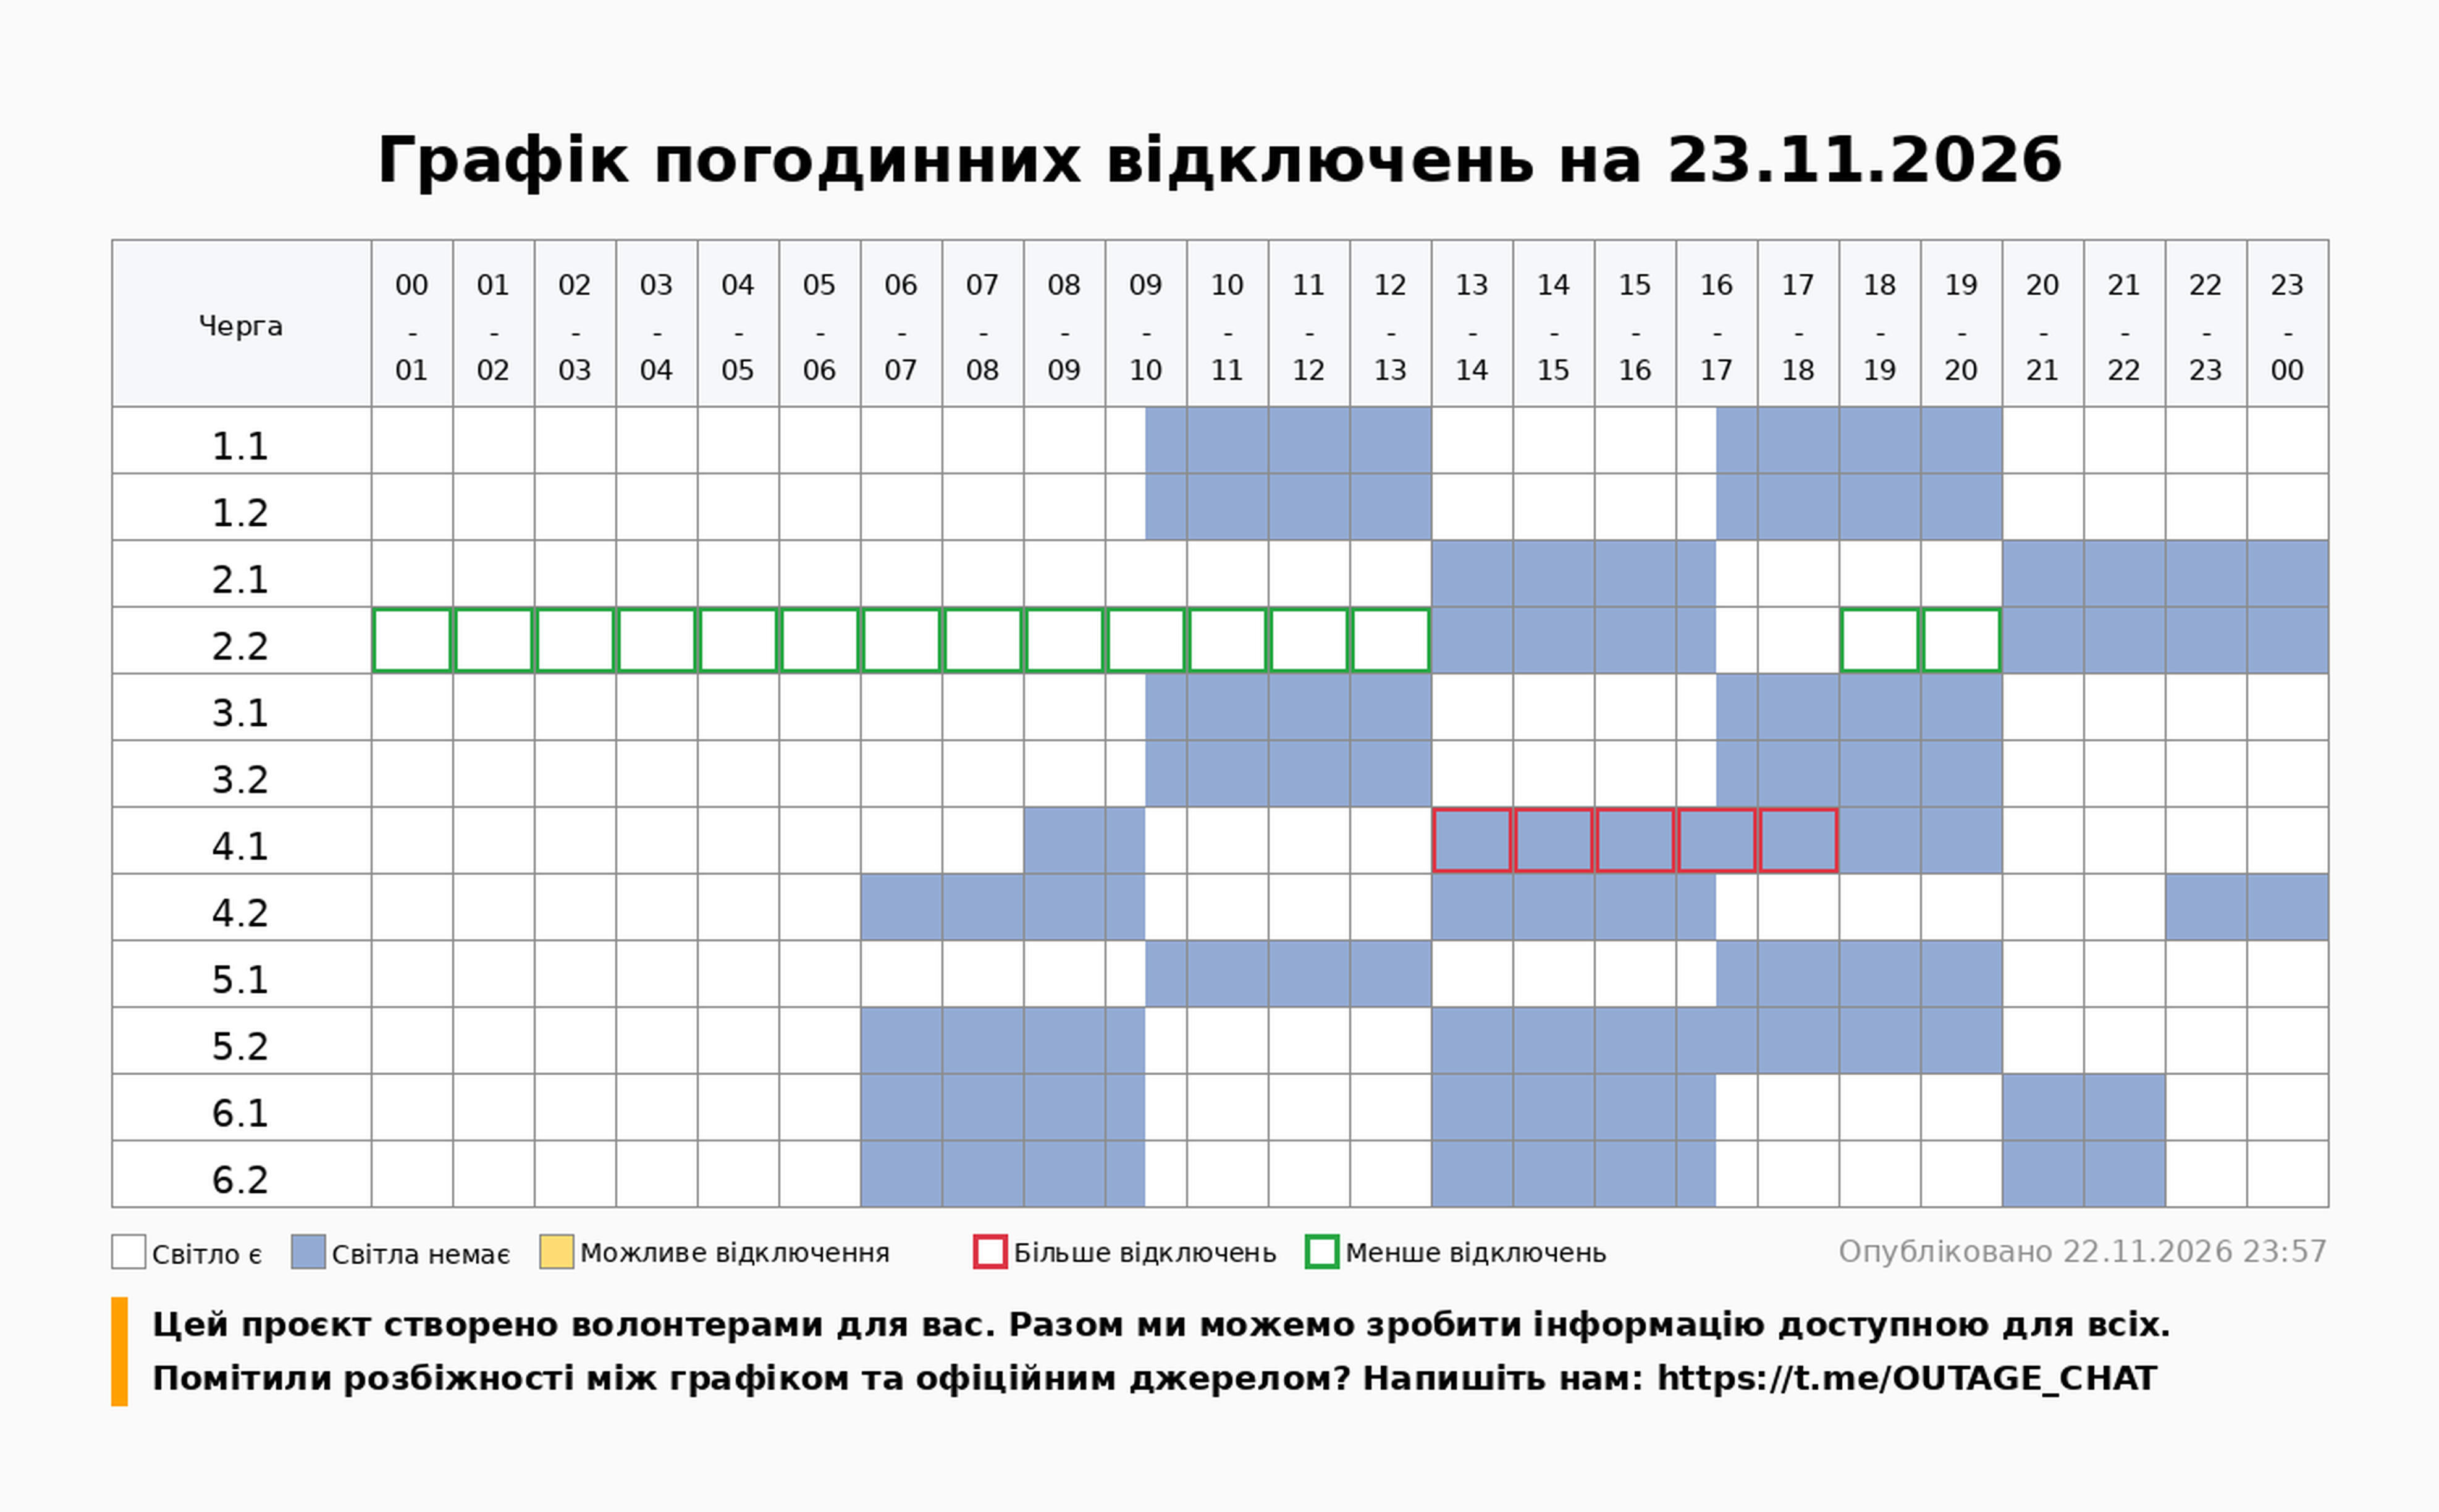 Графік погодинних відключень на 23.11.2026
Черга
00 - 01
01 - 02
02 - 03
03 - 04
04 - 05
05 - 06
06 - 07
07 - 08
08 - 09
09 - 10
10 - 11
11 - 12
12 - 13
13 - 14
14 - 15
15 - 16
16 - 17
17 - 18
18 - 19
19 - 20
20 - 21
21 - 22
22 - 23
23 - 00
1.1
1.2
2.1
2.2
3.1
3.2
4.1
4.2
5.1
5.2
6.1
6.2
Світло є
Світла немає
Можливе відключення
Більше відключень
Менше відключень
Опубліковано 22.11.2026 23:57
Цей проєкт створено волонтерами для вас. Разом ми можемо зробити інформацію доступною для всіх.
Помітили розбіжності між графіком та офіційним джерелом? Напишіть нам: https://t.me/OUTAGE_CHAT